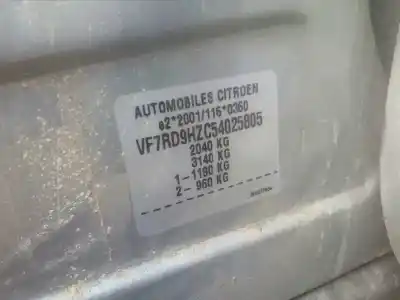 AUTOMOBILES CITROEN
e2*2001/116*0360
VF7RD9HZC54025805
2040 KG
3140 KG
1-1190 KG
2- 960 KG